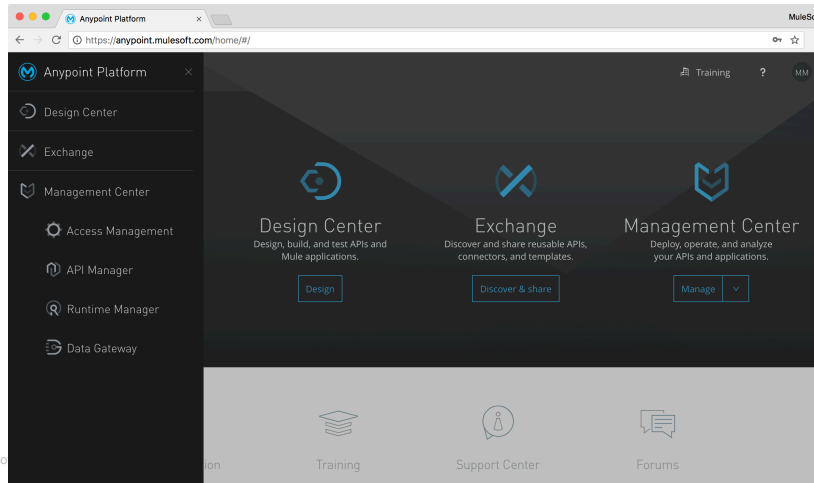 Anypoint Platform ×
MuleSo
https://anypoint.mulesoft.com/home/#/
Anypoint Platform ×
Training ? MM
Design Center
Exchange
Management Center
Access Management
API Manager
Runtime Manager
Data Gateway
Design Center
Design, build, and test APIs and
Mule applications.
Design
Exchange
Discover and share reusable APIs,
connectors, and templates.
Discover & share
Management Center
Deploy, operate, and analyze
your APIs and applications.
Manage
ion
Training
Support Center
Forums